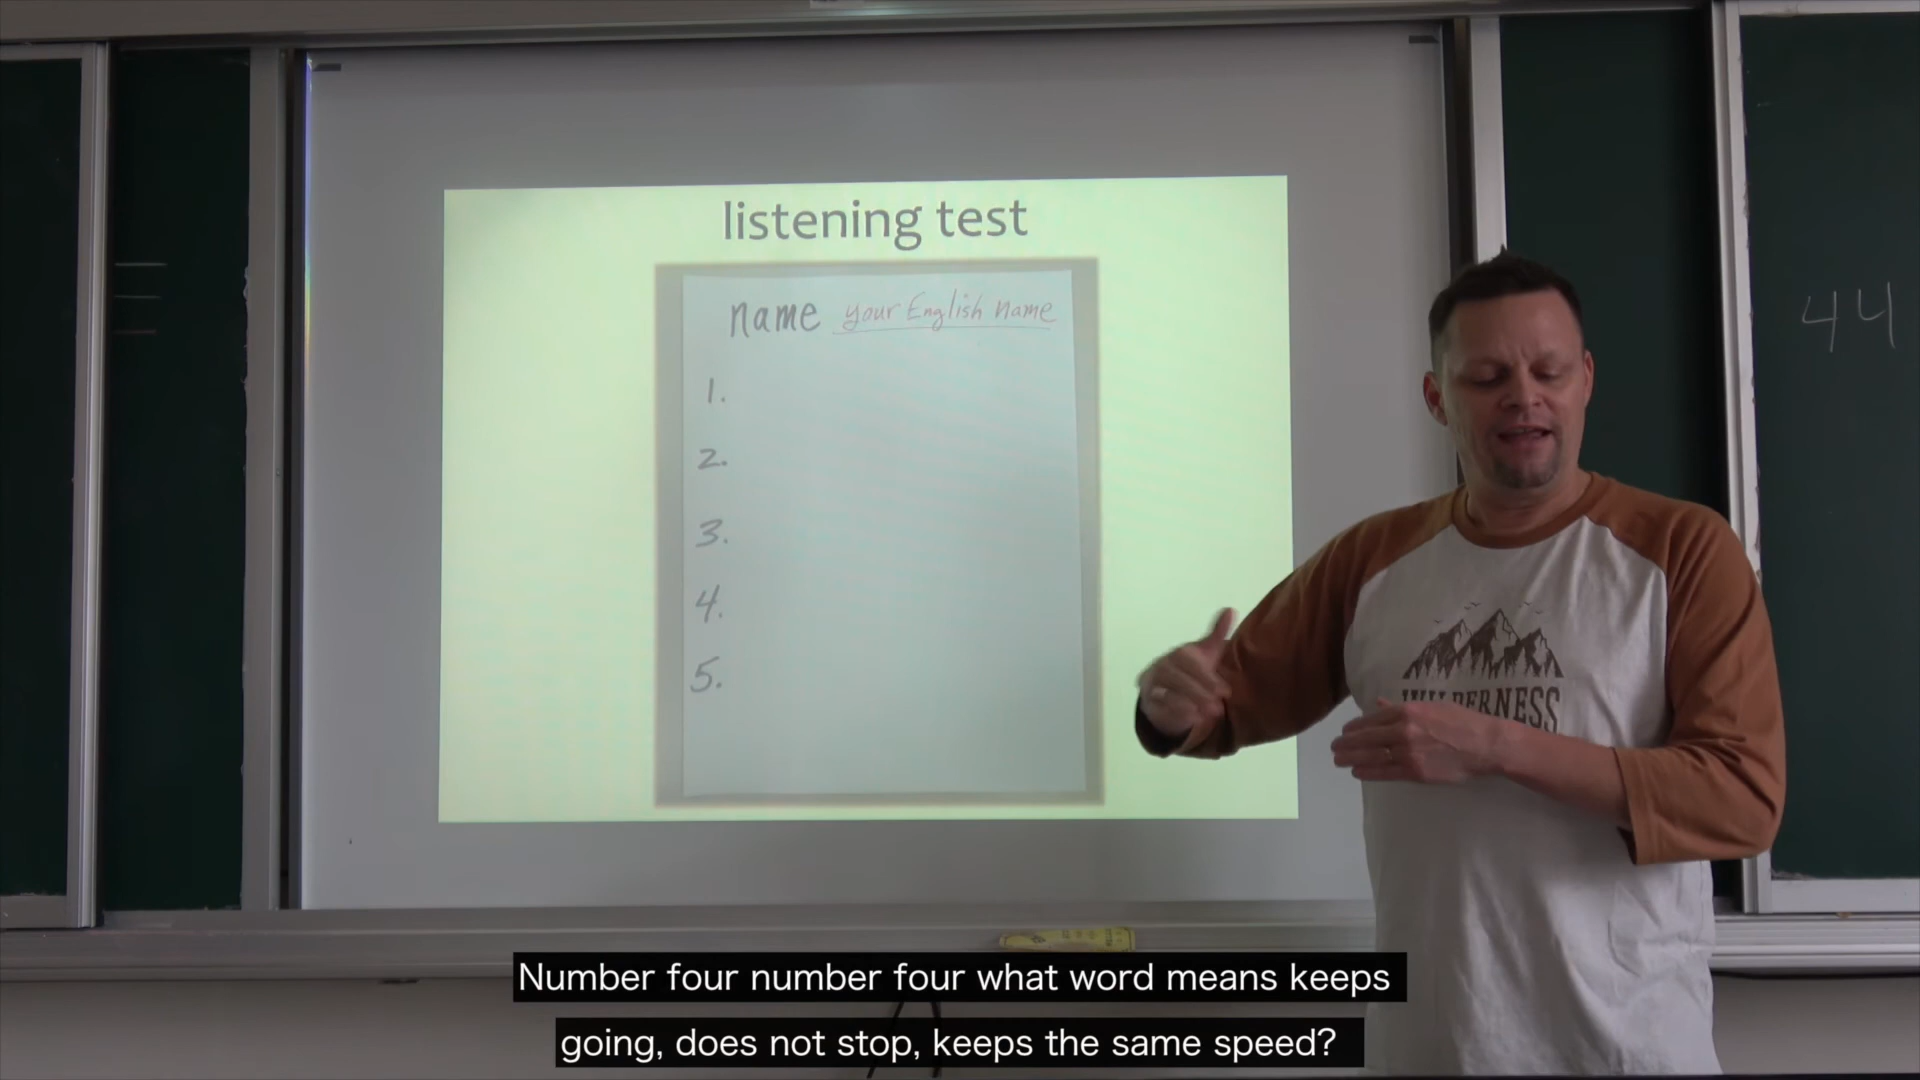 listening test
name your English name
1.
2.
3.
4.
5.
44
WILDERNESS
Number four number four what word means keeps
going, does not stop, keeps the same speed?